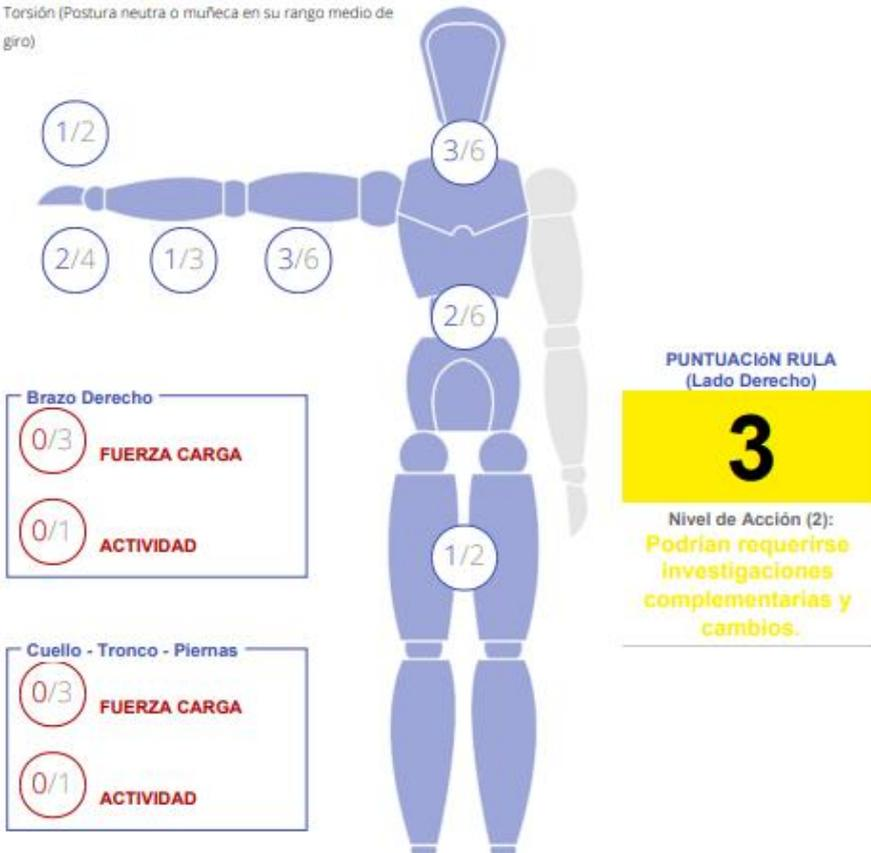 Torsión (Postura neutra o muñeca en su rango medio de
giro)
1/2
3/6
2/4
1/3
3/6
2/6
PUNTUACIóN RULA
(Lado Derecho)
3
Nivel de Acción (2):
Podrían requerirse
investigaciones
complementarias y
cambios.
Brazo Derecho
0/3 FUERZA CARGA
0/1 ACTIVIDAD
1/2
Cuello - Tronco - Piernas
0/3 FUERZA CARGA
0/1 ACTIVIDAD